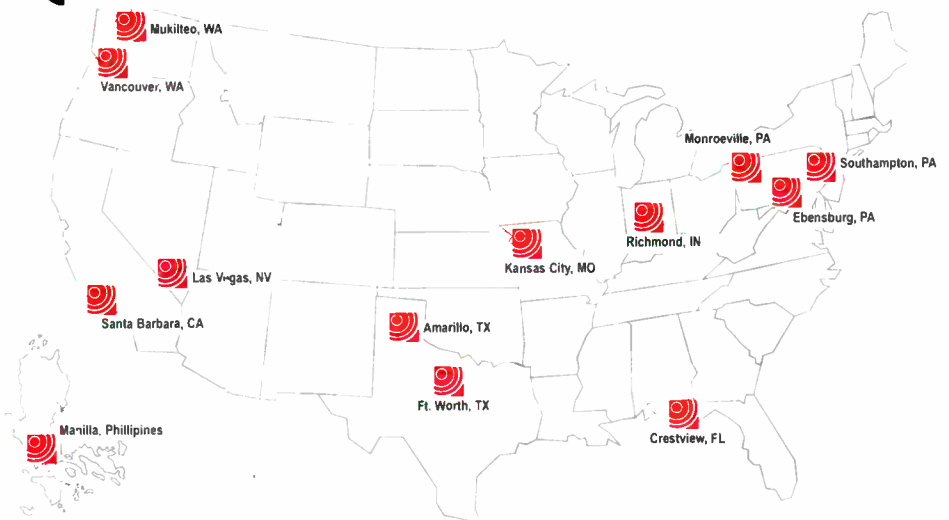 Mukilteo, WA
Vancouver, WA
Monroeville, PA
Southampton, PA
Ebensburg, PA
Richmond, IN
Kansas City, MO
Las Vegas, NV
Santa Barbara, CA
Amarillo, TX
Ft. Worth, TX
Crestview, FL
Manilla, Phillipines